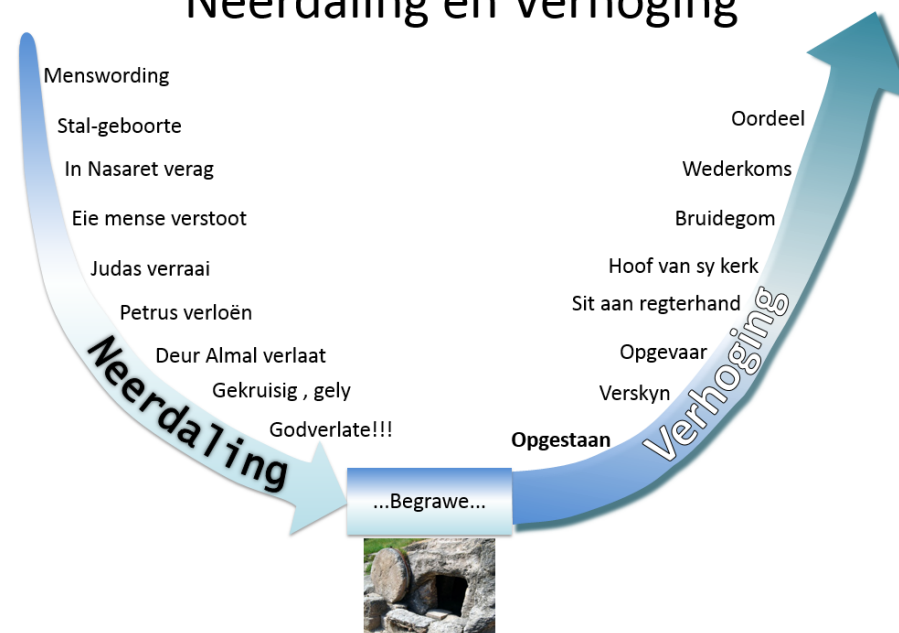 Neerdaling en Verhoging
Menswording
Stal-geboorte
In Nasaret verag
Eie mense verstoot
Judas verraai
Petrus verloën
Deur Almal verlaat
Gekruisig , gely
Godverlate!!!
Neerdaling
...Begrawe...
Opgestaan
Verskyn
Opgevaar
Sit aan regterhand
Hoof van sy kerk
Bruidegom
Wederkoms
Oordeel
Verhoging